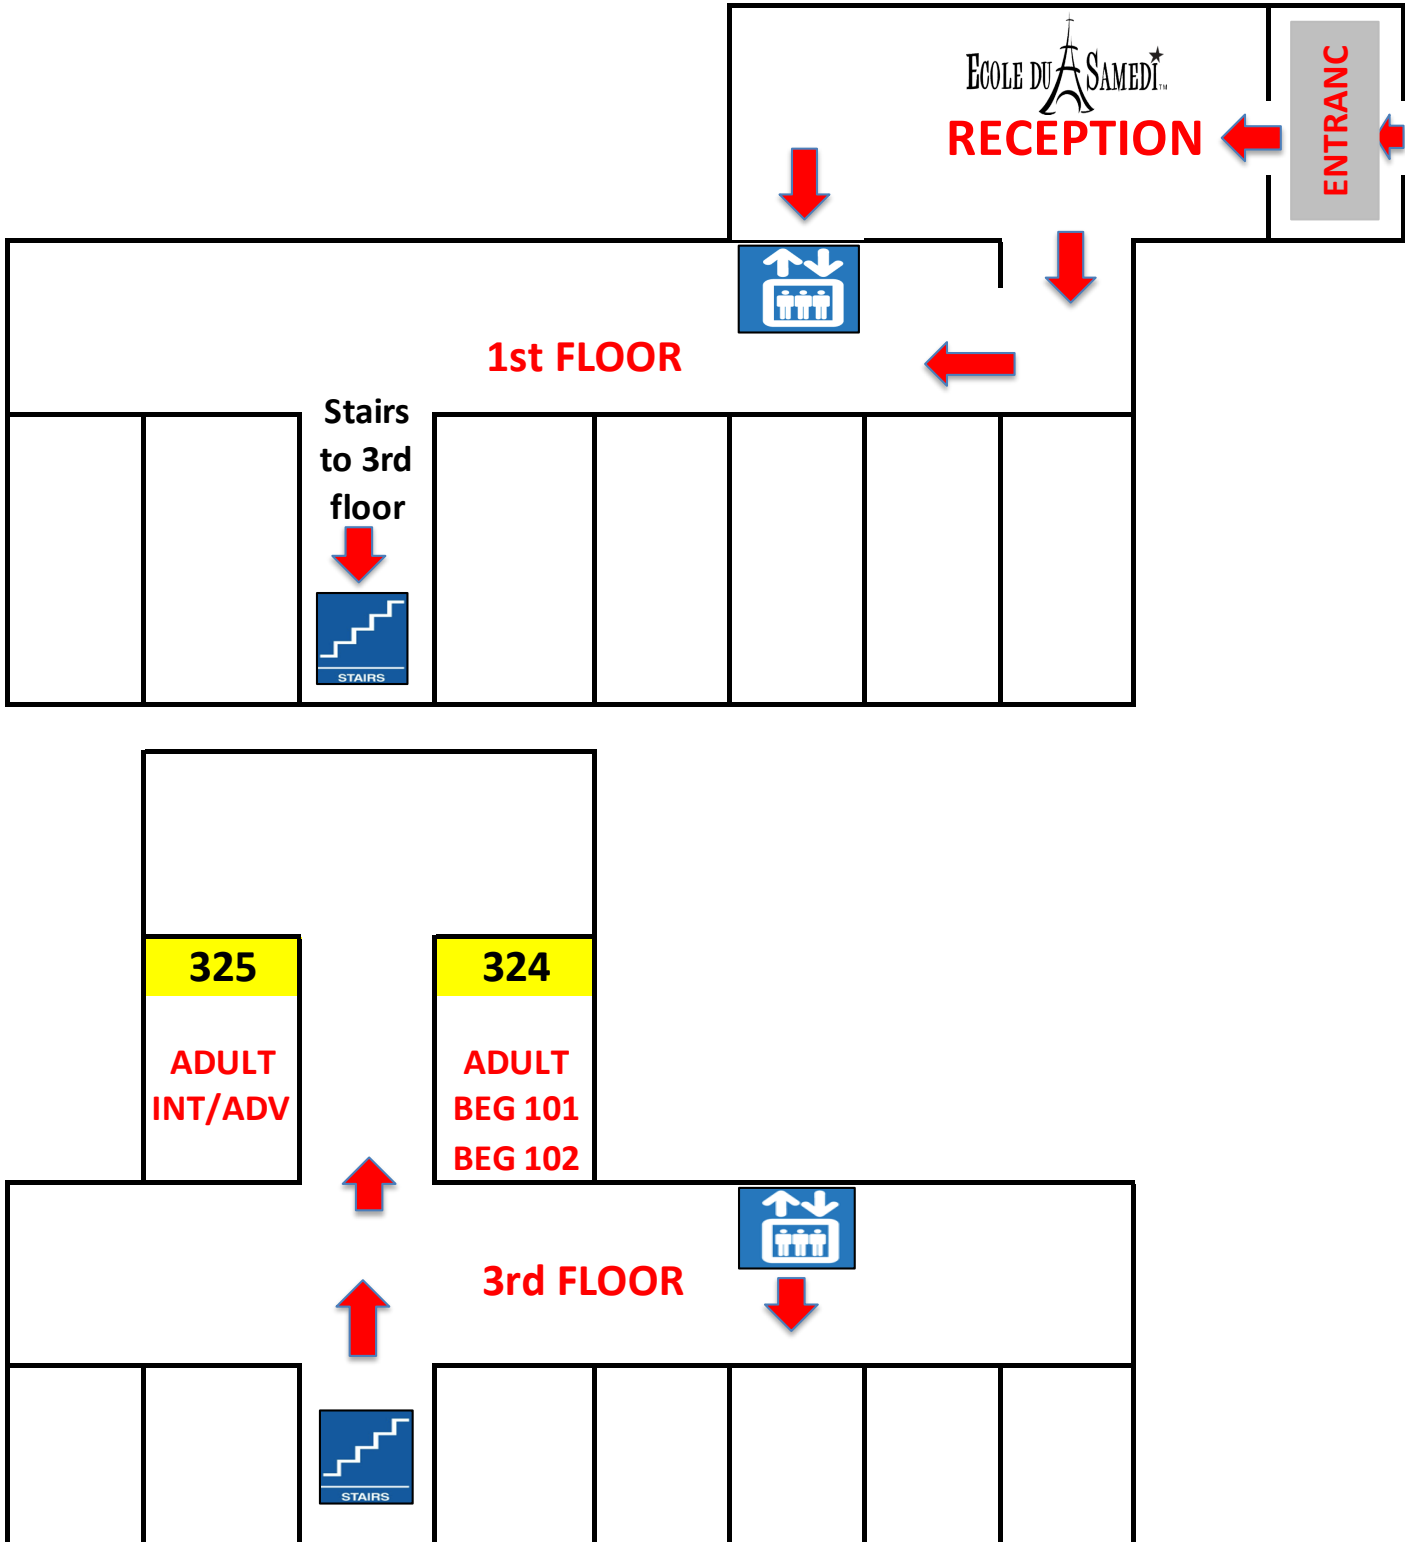 ECOLE DU SAMEDI™
RECEPTION
ENTRANC
1st FLOOR
Stairs
to 3rd
floor
STAIRS
325
324
ADULT
INT/ADV
ADULT
BEG 101
BEG 102
3rd FLOOR
STAIRS